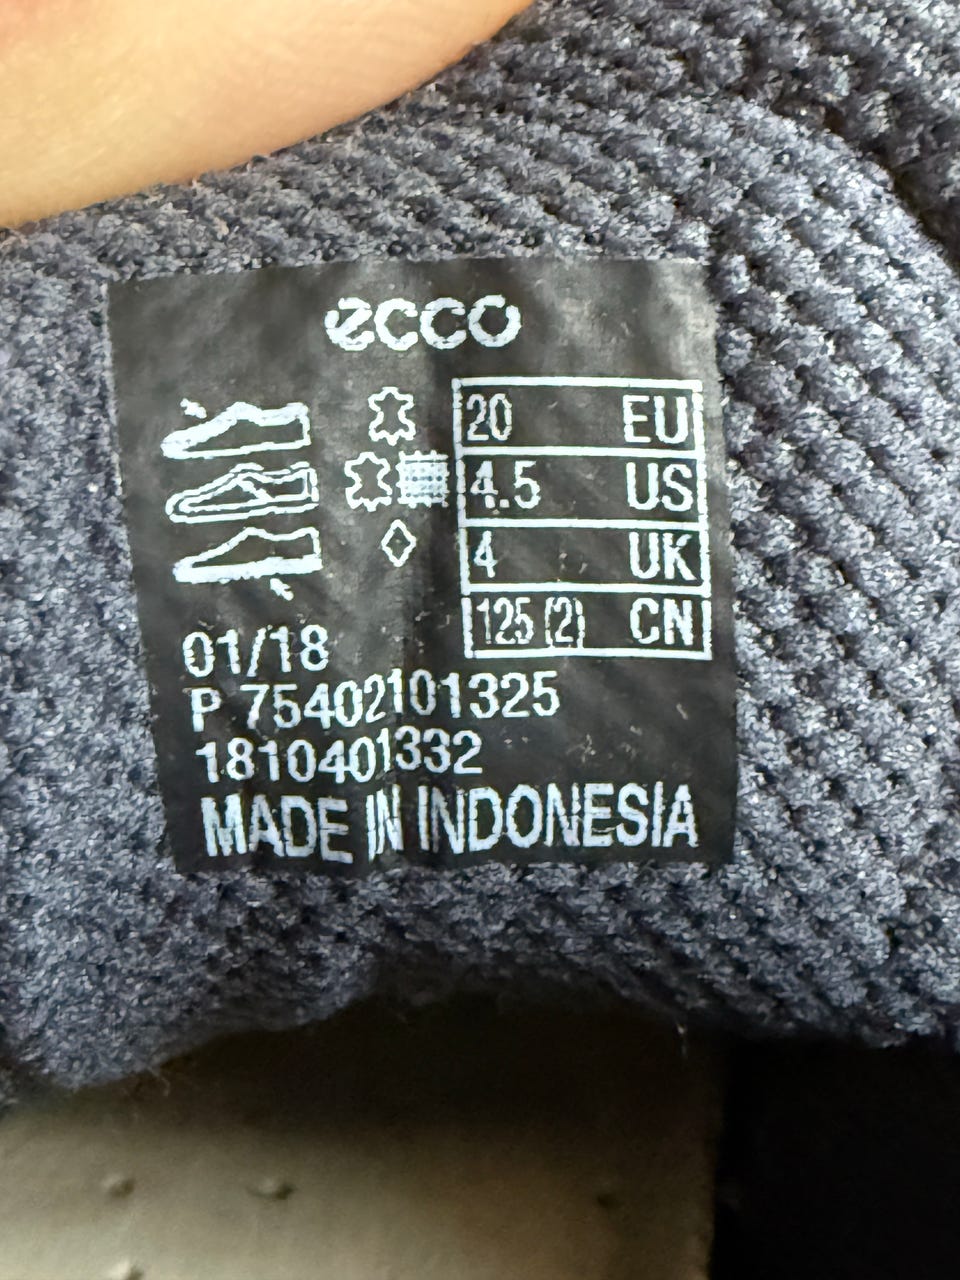 ecco
20 EU
4.5 US
4 UK
125 (2) CN
01/18
P 75402101325
1810401332
MADE IN INDONESIA